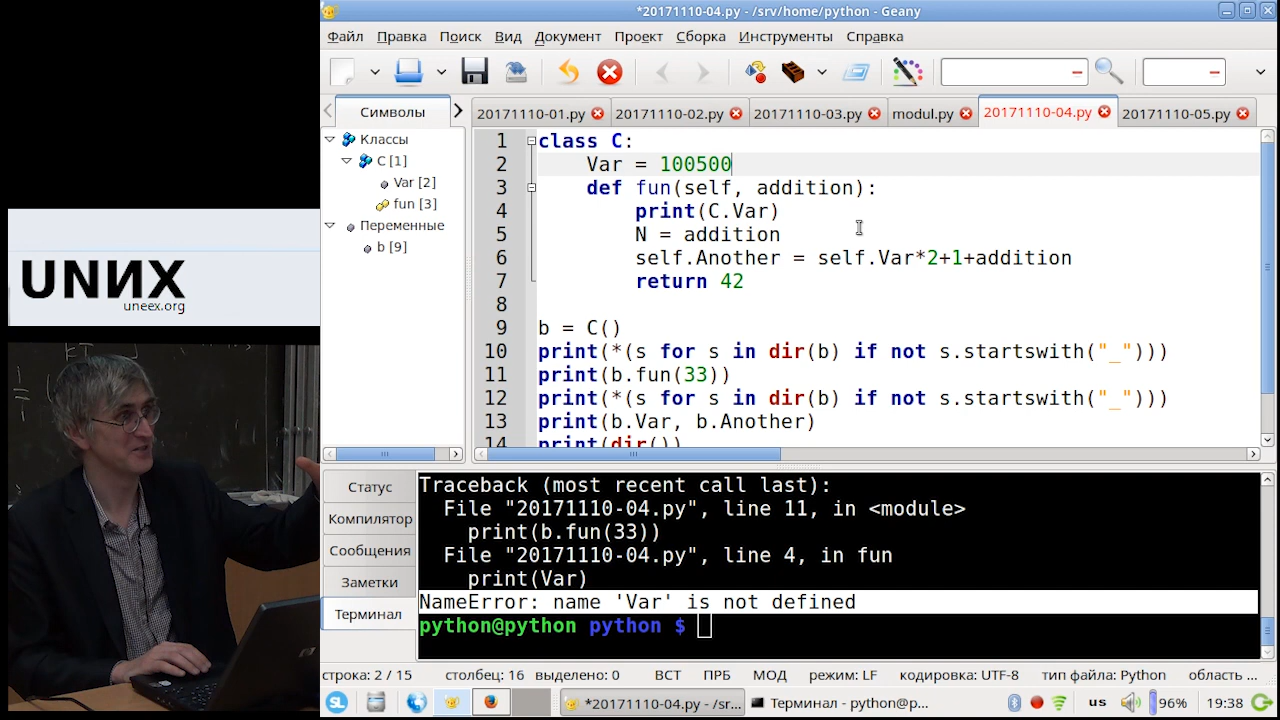 *20171110-04.py - /srv/home/python - Geany
Файл Правка Поиск Вид Документ Проект Сборка Инструменты Справка
Символы
20171110-01.py 20171110-02.py 20171110-03.py modul.py 20171110-04.py 20171110-05.py
Классы
C [1]
Var [2]
fun [3]
Переменные
b [9]
1 class C:
2 Var = 100500
3 def fun(self, addition):
4 print(C.Var)
5 N = addition
6 self.Another = self.Var*2+1+addition
7 return 42
8
9 b = C()
10 print(*(s for s in dir(b) if not s.startswith("_")))
11 print(b.fun(33))
12 print(*(s for s in dir(b) if not s.startswith("_")))
13 print(b.Var, b.Another)
14 print(dir())
UNИX
uneex.org
Статус
Компилятор
Сообщения
Заметки
Терминал
Traceback (most recent call last):
File "20171110-04.py", line 11, in <module>
print(b.fun(33))
File "20171110-04.py", line 4, in fun
print(Var)
NameError: name 'Var' is not defined
python@python python $
строка: 2 / 15 столбец: 16 выделено: 0 ВСТ ПРБ МОД режим: LF кодировка: UTF-8 тип файла: Python область ...
SL *20171110-04.py - /sr... Терминал - python@p... us 96% 19:38